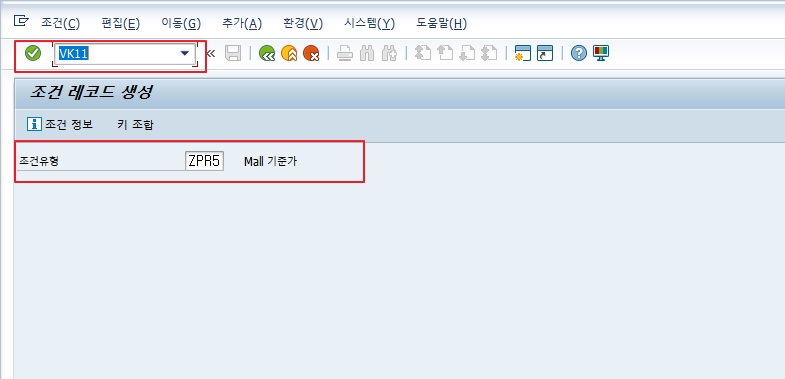 조건(C) 편집(E) 이동(G) 추가(A) 환경(V) 시스템(Y) 도움말(H)
VK11
조건 레코드 생성
조건 정보 키 조합
조건유형 ZPR5 Mall 기준가